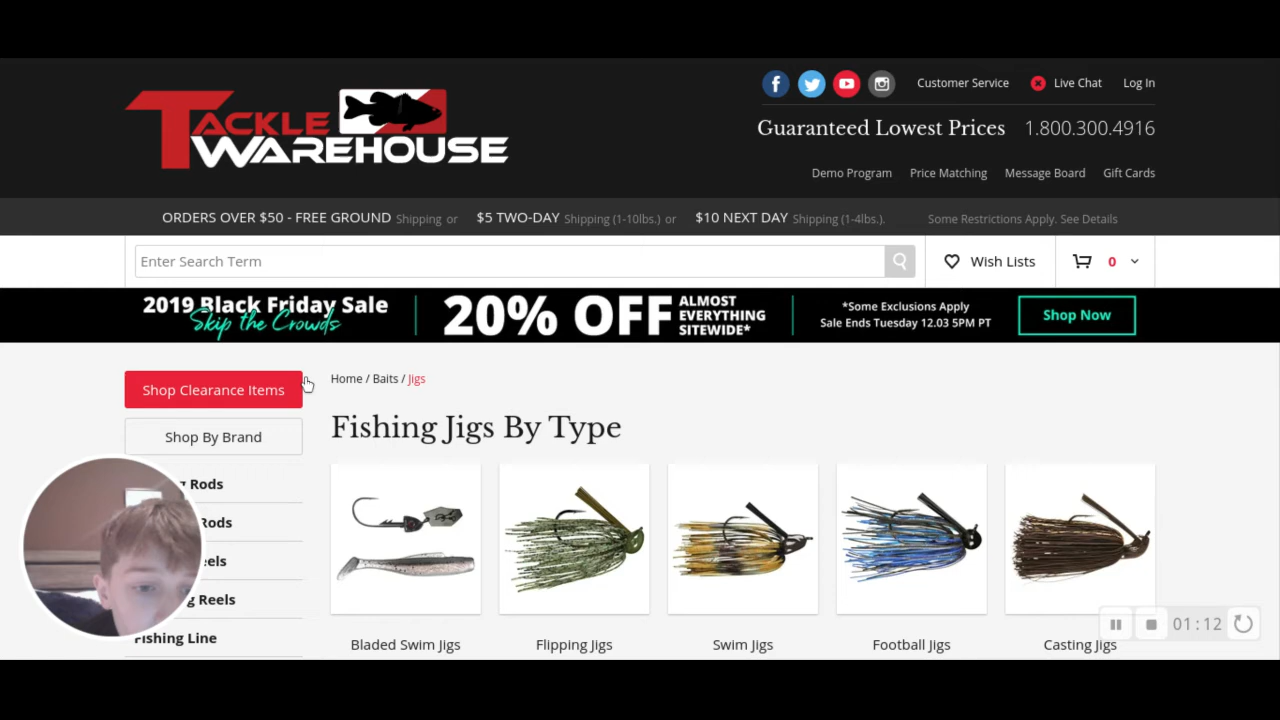 TACKLE
WAREHOUSE
Customer Service
Live Chat
Log In
Guaranteed Lowest Prices 1.800.300.4916
Demo Program
Price Matching
Message Board
Gift Cards
ORDERS OVER $50 - FREE GROUND Shipping or $5 TWO-DAY Shipping (1-10lbs.) or $10 NEXT DAY Shipping (1-4lbs.). Some Restrictions Apply. See Details
Enter Search Term
Wish Lists
0
2019 Black Friday Sale
Skip the Crowds
20% OFF
ALMOST
EVERYTHING
SITEWIDE*
*Some Exclusions Apply
Sale Ends Tuesday 12.03 5PM PT
Shop Now
Shop Clearance Items
Shop By Brand
Rods
Rods
Reels
Fishing Line
Home / Baits / Jigs
Fishing Jigs By Type
Bladed Swim Jigs
Flipping Jigs
Swim Jigs
Football Jigs
Casting Jigs
01:12